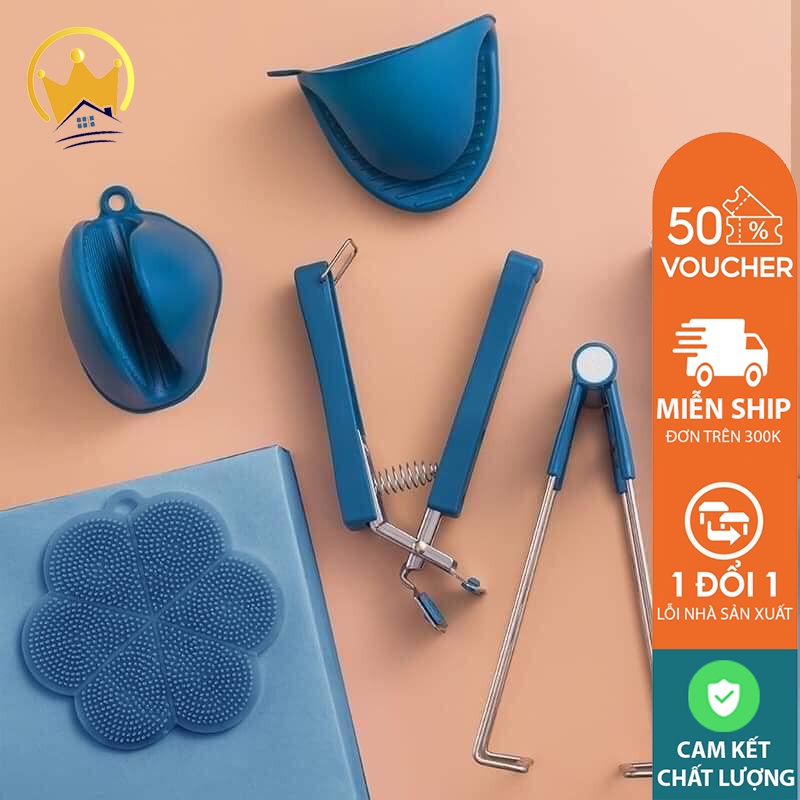 50 %
VOUCHER
MIỄN SHIP
ĐƠN TRÊN 300K
1 ĐỔI 1
LỖI NHÀ SẢN XUẤT
CAM KẾT
CHẤT LƯỢNG